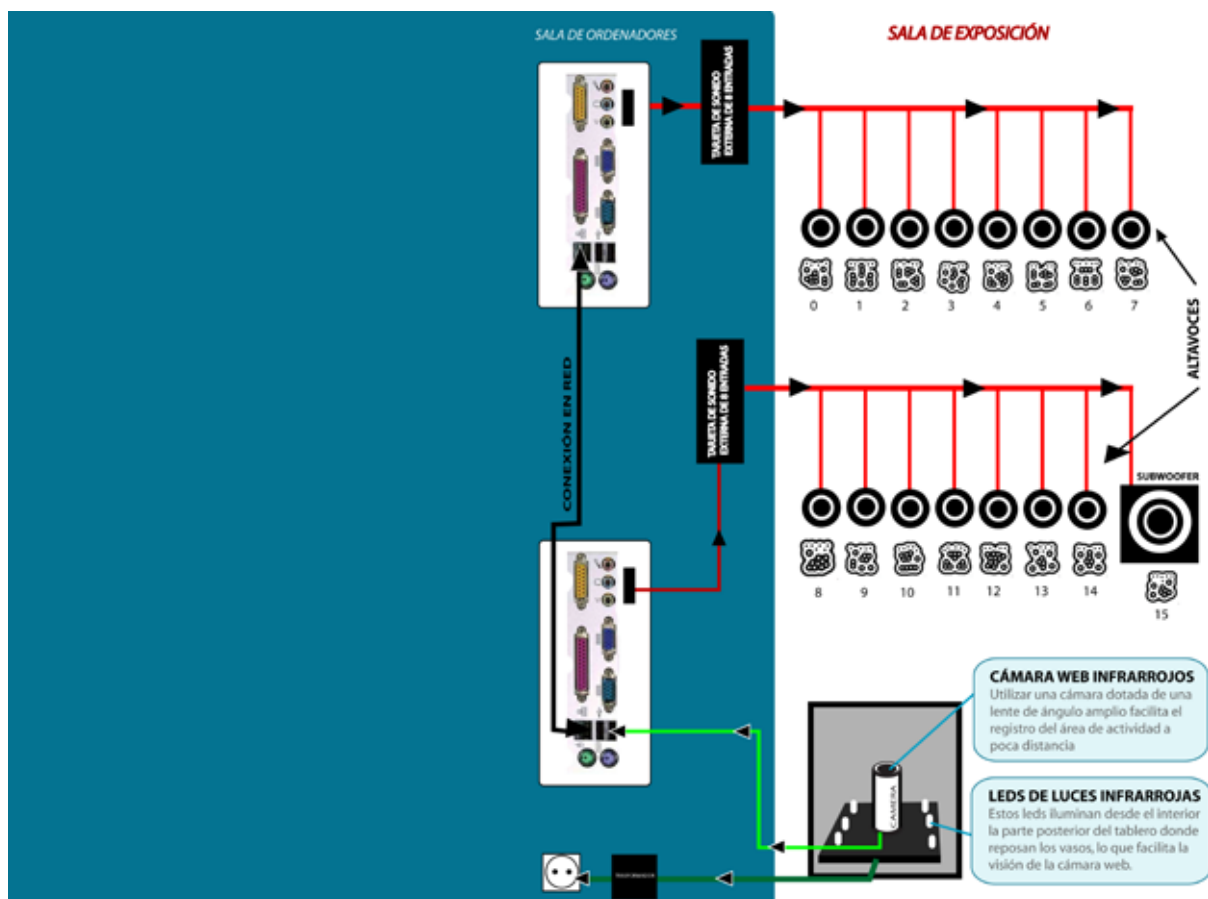 SALA DE ORDENADORES
SALA DE EXPOSICIÓN
TARJETA DE SONIDO
EXTERNA DE 8 ENTRADAS
0 1 2 3 4 5 6 7
ALTAVOCES
CONEXIÓN EN RED
TARJETA DE SONIDO
EXTERNA DE 8 ENTRADAS
SUBWOOFER
8 9 10 11 12 13 14
15
CÁMARA WEB INFRARROJOS
Utilizar una cámara dotada de una
lente de ángulo amplio facilita el
registro del área de actividad a
poca distancia
CAMERA
LEDS DE LUCES INFRARROJAS
Estos leds iluminan desde el interior
la parte posterior del tablero donde
reposan los vasos, lo que facilita la
visión de la cámara web.